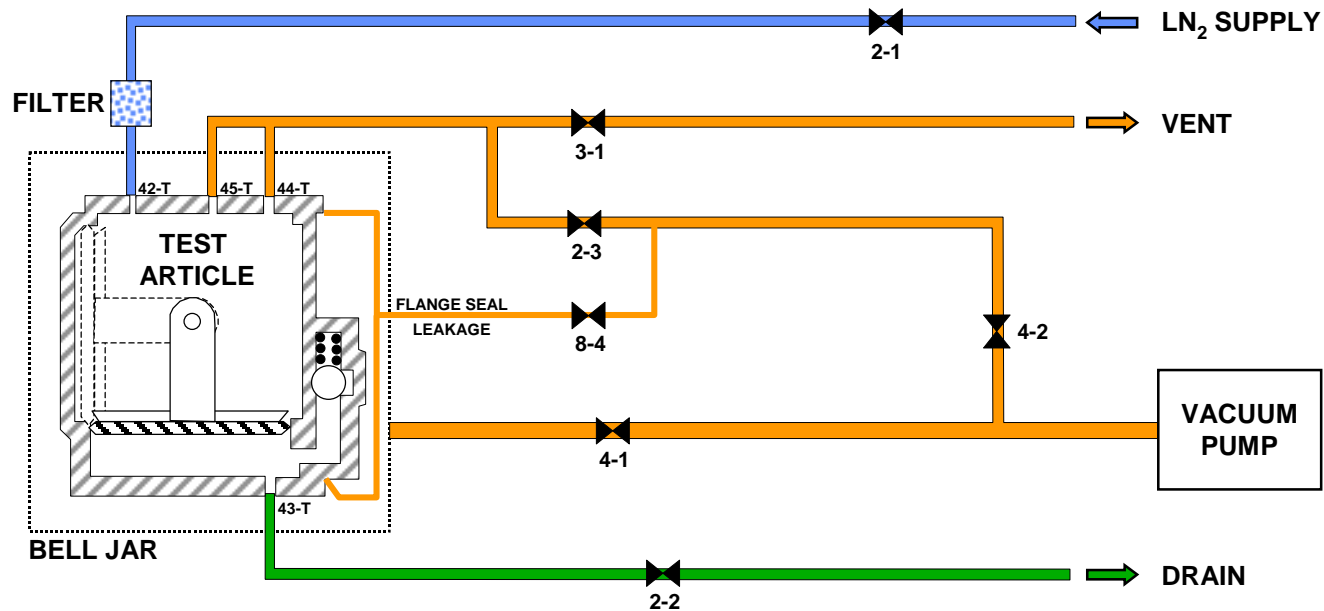 LN2 SUPPLY
2-1
FILTER
VENT
3-1
42-T
45-T
44-T
2-3
TEST
ARTICLE
FLANGE SEAL
LEAKAGE
8-4
4-2
VACUUM
PUMP
4-1
43-T
BELL JAR
2-2
DRAIN